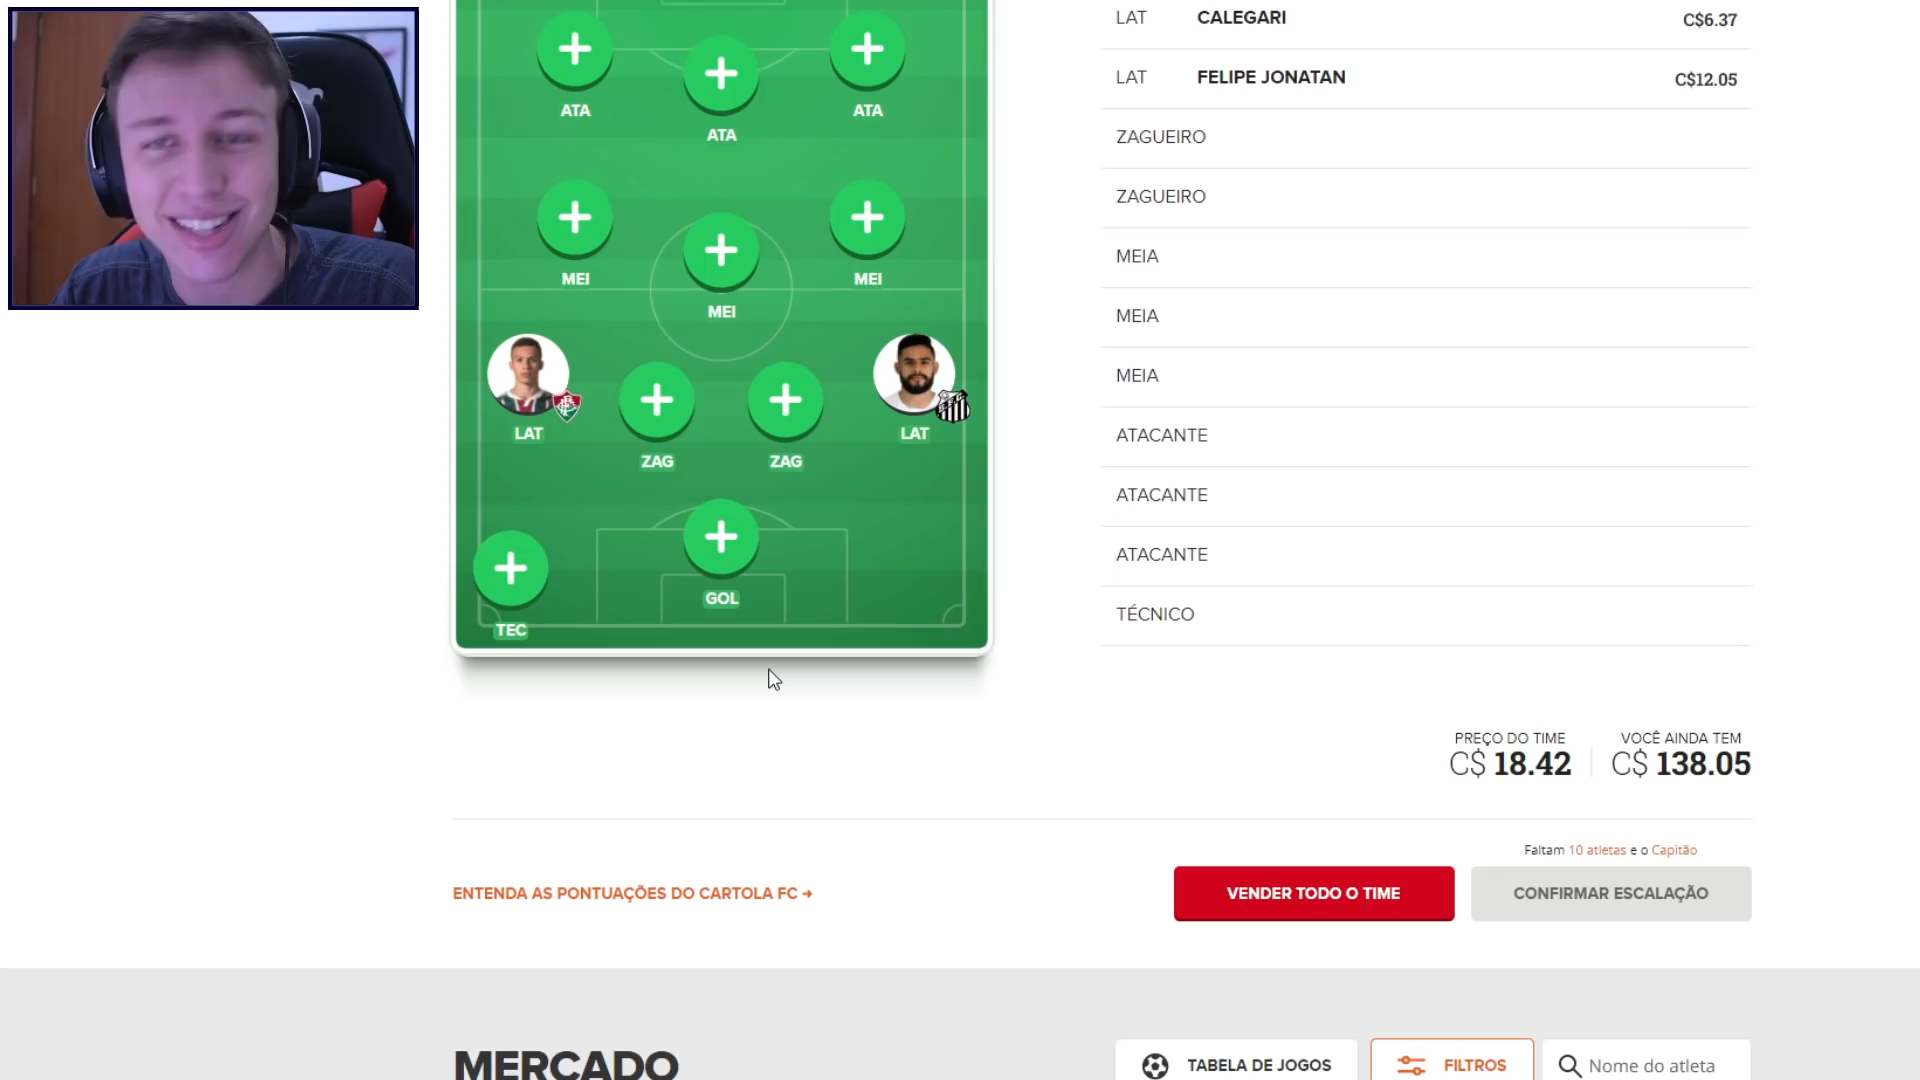 ATA
ATA
ATA
MEI
MEI
MEI
LAT
ZAG
ZAG
LAT
GOL
TEC
LAT CALEGARI C$6.37
LAT FELIPE JONATAN C$12.05
ZAGUEIRO
ZAGUEIRO
MEIA
MEIA
MEIA
ATACANTE
ATACANTE
ATACANTE
TÉCNICO
PREÇO DO TIME
C$ 18.42
VOCÊ AINDA TEM
C$ 138.05
Faltam 10 atletas e o Capitão
ENTENDA AS PONTUAÇÕES DO CARTOLA FC
VENDER TODO O TIME
CONFIRMAR ESCALAÇÃO
MERCADO
TABELA DE JOGOS
FILTROS
Nome do atleta